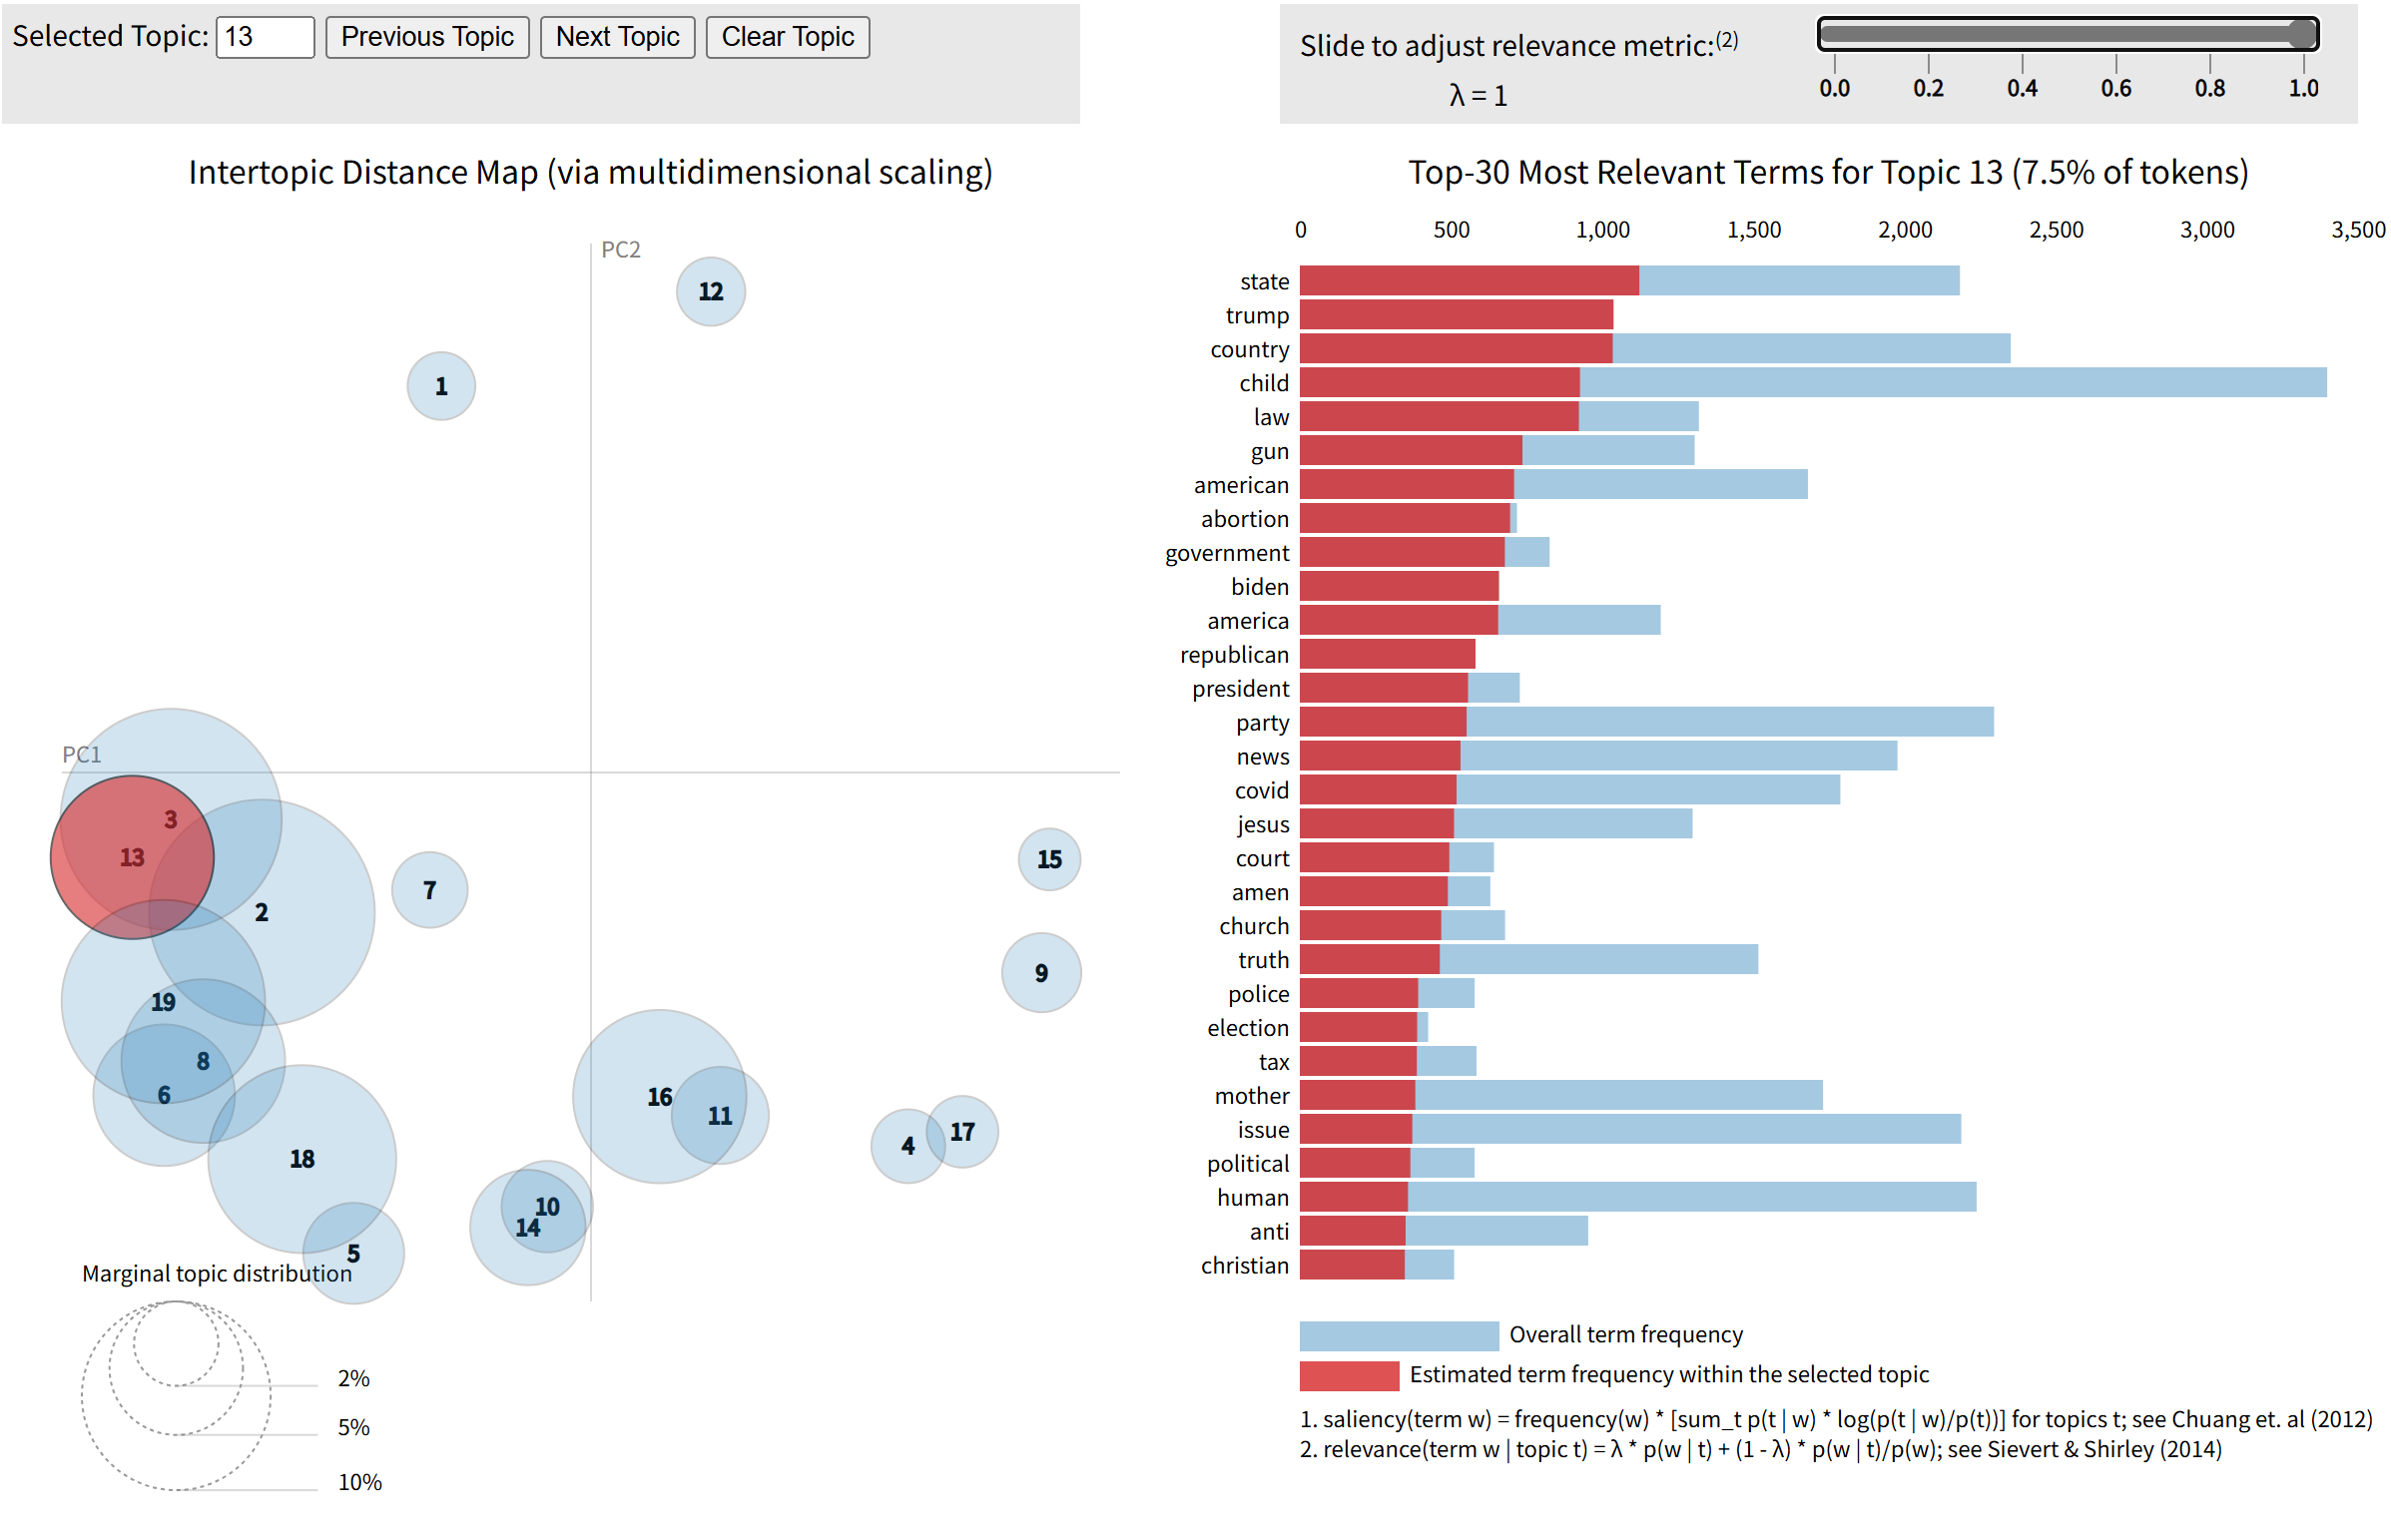 Selected Topic: 13 Previous Topic Next Topic Clear Topic
Slide to adjust relevance metric:(2)
λ = 1
0.0 0.2 0.4 0.6 0.8 1.0
Intertopic Distance Map (via multidimensional scaling)
PC2
12
1
PC1
3
13
2
7
15
9
19
8
6
16
11
18
4
17
10
14
5
Marginal topic distribution
2%
5%
10%
Top-30 Most Relevant Terms for Topic 13 (7.5% of tokens)
0 500 1,000 1,500 2,000 2,500 3,000 3,500
state
trump
country
child
law
gun
american
abortion
government
biden
america
republican
president
party
news
covid
jesus
court
amen
church
truth
police
election
tax
mother
issue
political
human
anti
christian
Overall term frequency
Estimated term frequency within the selected topic
1. saliency(term w) = frequency(w) * [sum_t p(t | w) * log(p(t | w)/p(t))] for topics t; see Chuang et. al (2012)
2. relevance(term w | topic t) = λ * p(w | t) + (1 - λ) * p(w | t)/p(w); see Sievert & Shirley (2014)